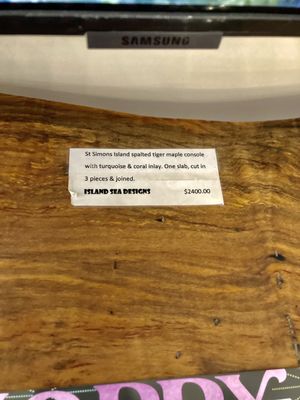 SAMSUNG
St Simons Island spalted tiger maple console
with turquoise & coral inlay. One slab, cut in
3 pieces & joined.
ISLAND SEA DESIGNS $2400.00